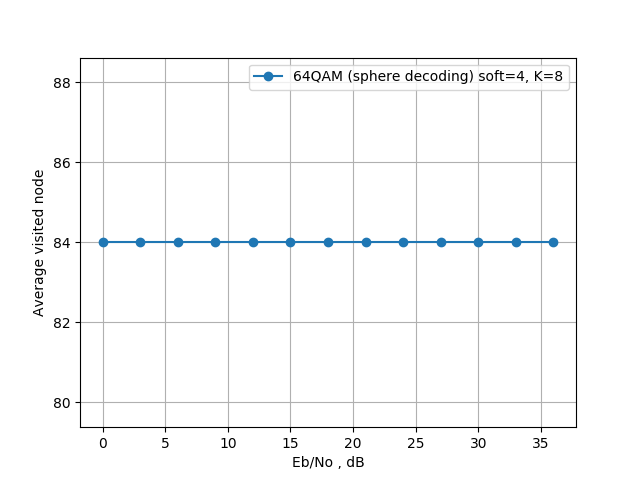 64QAM (sphere decoding) soft=4, K=8
88
86
84
82
80
Average visited node
0 5 10 15 20 25 30 35
Eb/No , dB